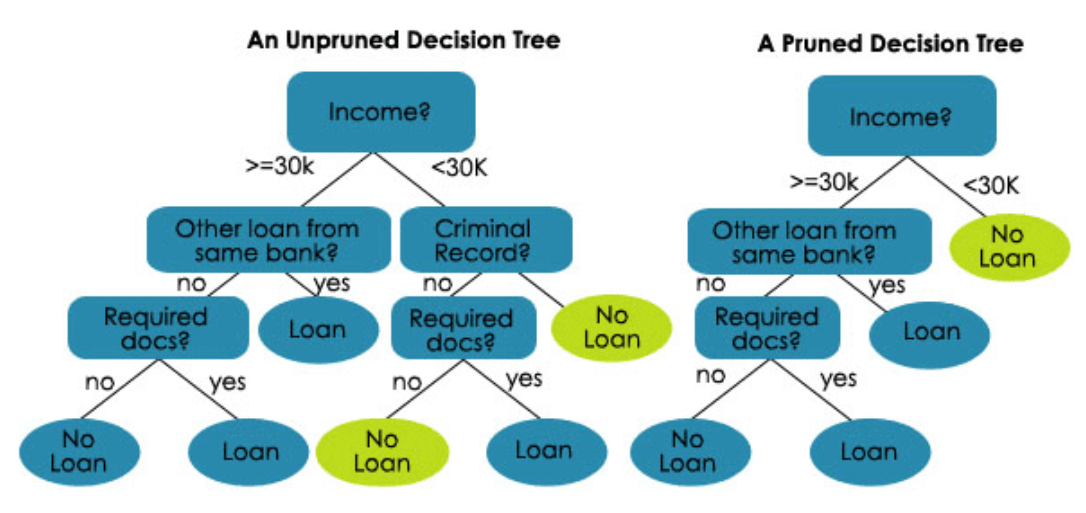 An Unpruned Decision Tree
Income?
>=30k
<30K
Other loan from
same bank?
Criminal
Record?
no
yes
no
Required
docs?
Loan
Required
docs?
No
Loan
no
yes
no
yes
No
Loan
Loan
No
Loan
Loan
A Pruned Decision Tree
Income?
>=30k
<30K
Other loan from
same bank?
No
Loan
no
yes
Required
docs?
Loan
no
yes
No
Loan
Loan